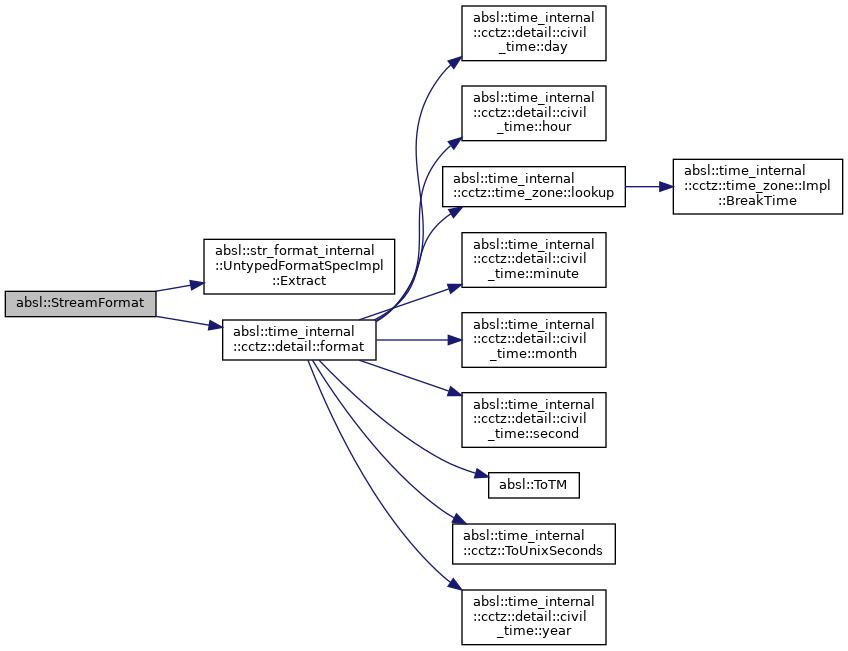 absl::time_internal
::cctz::detail::civil
_time::day
absl::time_internal
::cctz::detail::civil
_time::hour
absl::time_internal
::cctz::time_zone::lookup
absl::time_internal
::cctz::time_zone::Impl
::BreakTime
absl::str_format_internal
::UntypedFormatSpecImpl
::Extract
absl::time_internal
::cctz::detail::civil
_time::minute
absl::StreamFormat
absl::time_internal
::cctz::detail::format
absl::time_internal
::cctz::detail::civil
_time::month
absl::time_internal
::cctz::detail::civil
_time::second
absl::ToTM
absl::time_internal
::cctz::ToUnixSeconds
absl::time_internal
::cctz::detail::civil
_time::year